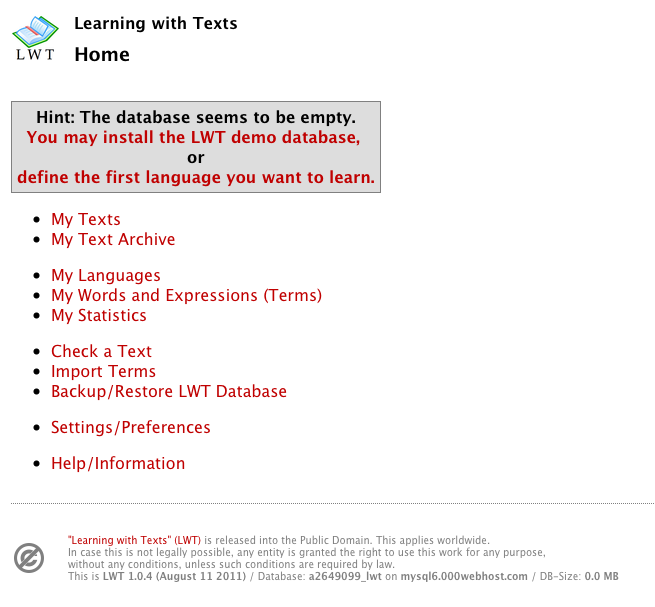 Learning with Texts
LWT
Home
Hint: The database seems to be empty.
You may install the LWT demo database,
or
define the first language you want to learn.
My Texts
My Text Archive
My Languages
My Words and Expressions (Terms)
My Statistics
Check a Text
Import Terms
Backup/Restore LWT Database
Settings/Preferences
Help/Information
"Learning with Texts" (LWT) is released into the Public Domain. This applies worldwide.
In case this is not legally possible, any entity is granted the right to use this work for any purpose,
without any conditions, unless such conditions are required by law.
This is LWT 1.0.4 (August 11 2011) / Database: a2649099_lwt on mysql6.000webhost.com / DB-Size: 0.0 MB